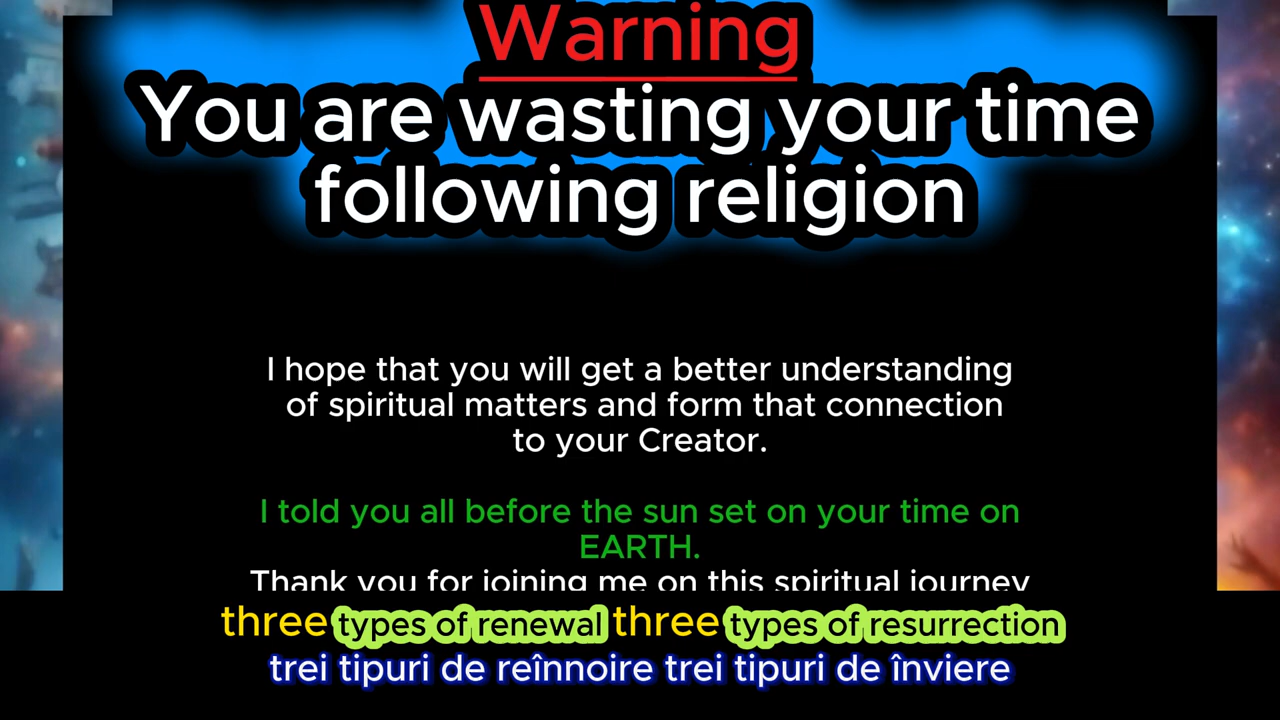 Warning
You are wasting your time
following religion
I hope that you will get a better understanding
of spiritual matters and form that connection
to your Creator.
I told you all before the sun set on your time on
EARTH.
Thank you for joining me on this spiritual journey
three types of renewal three types of resurrection
trei tipuri de reînnoire trei tipuri de înviere